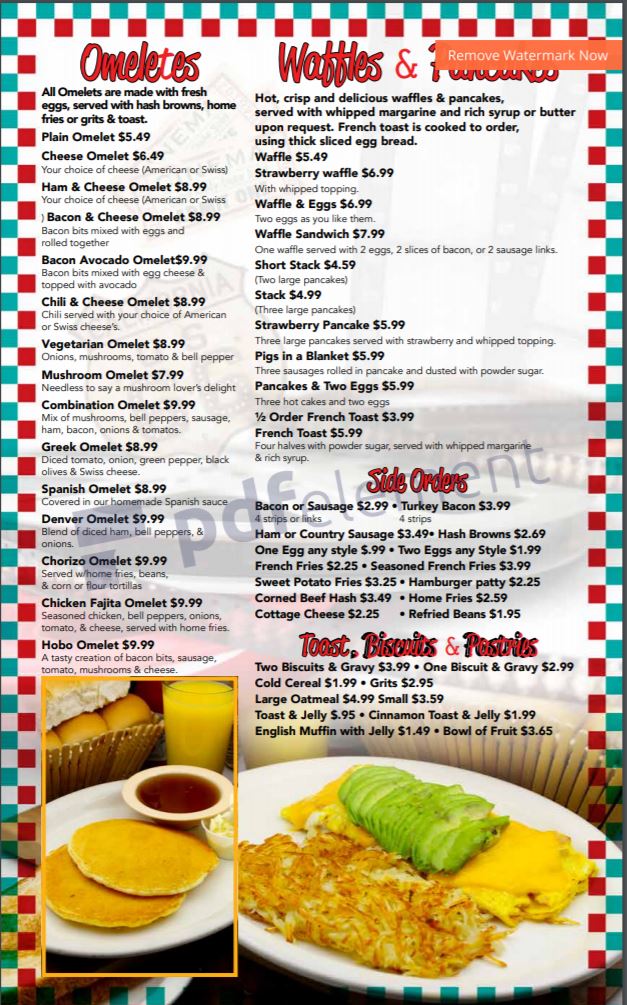 Remove Watermark Now
Omeletes
All Omelets are made with fresh
eggs, served with hash browns, home
fries or grits & toast.
Plain Omelet $5.49
Cheese Omelet $6.49
Your choice of cheese (American or Swiss)
Ham & Cheese Omelet $8.99
Your choice of cheese (American or Swiss
) Bacon & Cheese Omelet $8.99
Bacon bits mixed with eggs and
rolled together
Bacon Avocado Omelet$9.99
Bacon bits mixed with egg cheese &
topped with avocado
Chili & Cheese Omelet $8.99
Chili served with your choice of American
or Swiss cheese's.
Vegetarian Omelet $8.99
Onions, mushrooms, tomato & bell pepper
Mushroom Omelet $7.99
Needless to say a mushroom lover's delight
Combination Omelet $9.99
Mix of mushrooms, bell peppers, sausage,
ham, bacon, onions & tomatos.
Greek Omelet $8.99
Diced tomato, onion, green pepper, black
olives & Swiss cheese.
Spanish Omelet $8.99
Covered in our homemade Spanish sauce
Denver Omelet $9.99
Blend of diced ham, bell peppers, &
onions.
Chorizo Omelet $9.99
Served w/home fries, beans,
& corn or flour tortillas
Chicken Fajita Omelet $9.99
Seasoned chicken, bell peppers, onions,
tomato, & cheese, served with home fries.
Hobo Omelet $9.99
A tasty creation of bacon bits, sausage,
tomato, mushrooms & cheese.
Waffles & Pancakes
Hot, crisp and delicious waffles & pancakes,
served with whipped margarine and rich syrup or butter
upon request. French toast is cooked to order,
using thick sliced egg bread.
Waffle $5.49
Strawberry waffle $6.99
With whipped topping.
Waffle & Eggs $6.99
Two eggs as you like them.
Waffle Sandwich $7.99
One waffle served with 2 eggs, 2 slices of bacon, or 2 sausage links.
Short Stack $4.59
(Two large pancakes)
Stack $4.99
(Three large pancakes)
Strawberry Pancake $5.99
Three large pancakes served with strawberry and whipped topping.
Pigs in a Blanket $5.99
Three sausages rolled in pancake and dusted with powder sugar.
Pancakes & Two Eggs $5.99
Three hot cakes and two eggs
½ Order French Toast $3.99
French Toast $5.99
Four halves with powder sugar, served with whipped margarine
& rich syrup.
pdfelement
Side Orders
Bacon or Sausage $2.99 • Turkey Bacon $3.99
4 strips or links 4 strips
Ham or Country Sausage $3.49• Hash Browns $2.69
One Egg any style $.99 • Two Eggs any Style $1.99
French Fries $2.25 • Seasoned French Fries $3.99
Sweet Potato Fries $3.25 • Hamburger patty $2.25
Corned Beef Hash $3.49 • Home Fries $2.59
Cottage Cheese $2.25 • Refried Beans $1.95
Toast, Biscuits & Pastries
Two Biscuits & Gravy $3.99 • One Biscuit & Gravy $2.99
Cold Cereal $1.99 • Grits $2.95
Large Oatmeal $4.99 Small $3.59
Toast & Jelly $.95 • Cinnamon Toast & Jelly $1.99
English Muffin with Jelly $1.49 • Bowl of Fruit $3.65